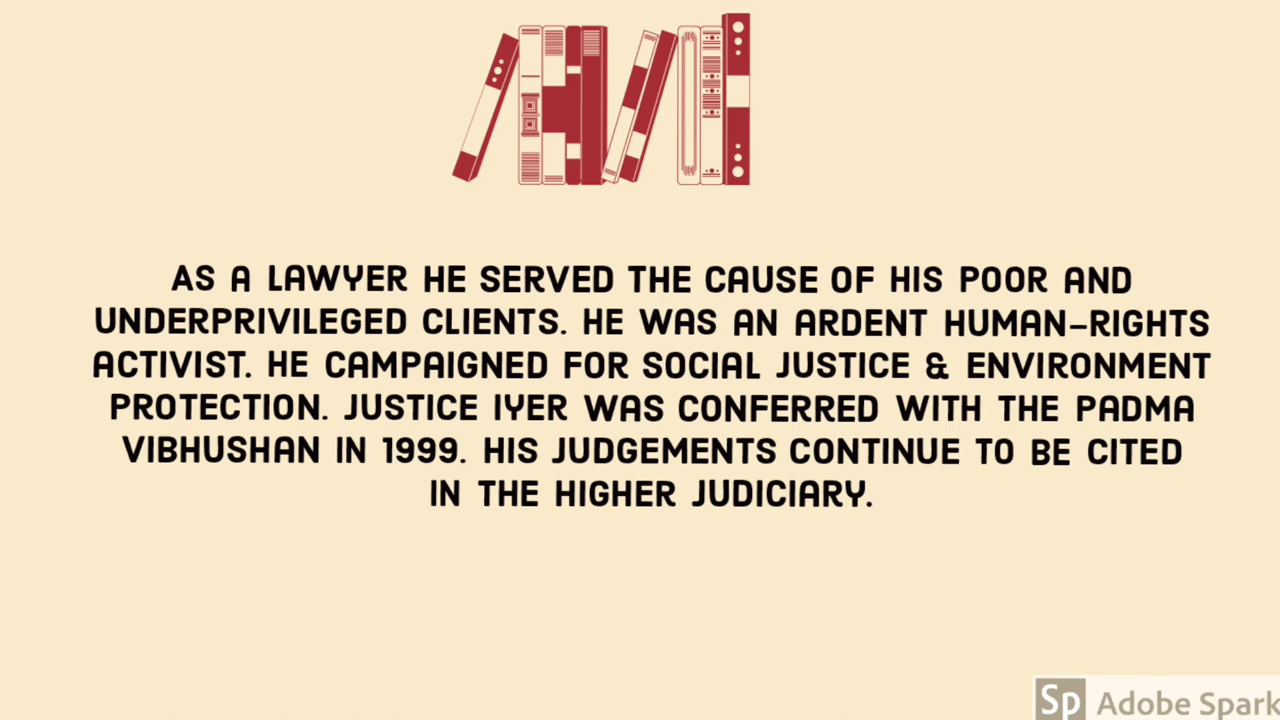 AS A LAWYER HE SERVED THE CAUSE OF HIS POOR AND
UNDERPRIVILEGED CLIENTS. HE WAS AN ARDENT HUMAN-RIGHTS
ACTIVIST. HE CAMPAIGNED FOR SOCIAL JUSTICE & ENVIRONMENT
PROTECTION. JUSTICE IYER WAS CONFERRED WITH THE PADMA
VIBHUSHAN IN 1999. HIS JUDGEMENTS CONTINUE TO BE CITED
IN THE HIGHER JUDICIARY.
Sp Adobe Spark